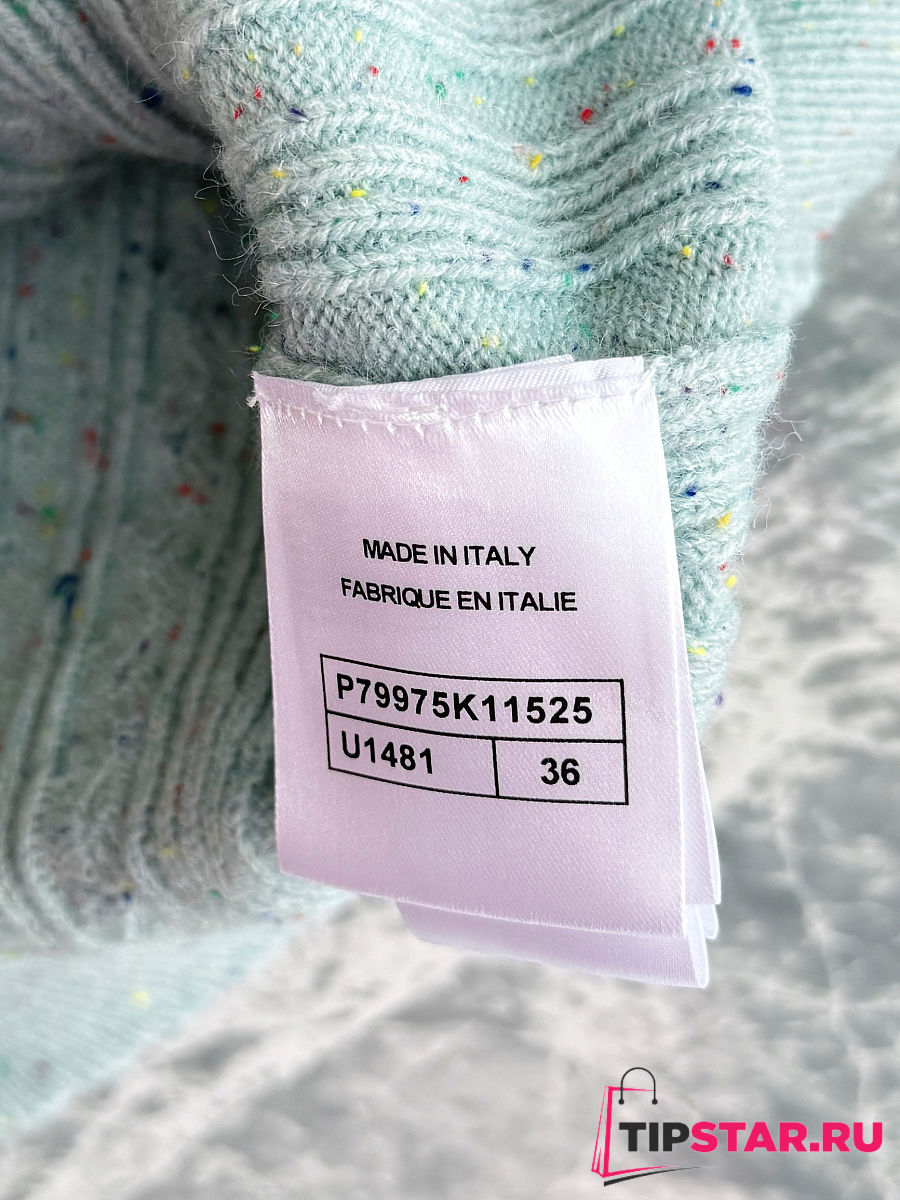 MADE IN ITALY
FABRIQUE EN ITALIE
P79975K11525
U1481 36
TIPSTAR.RU